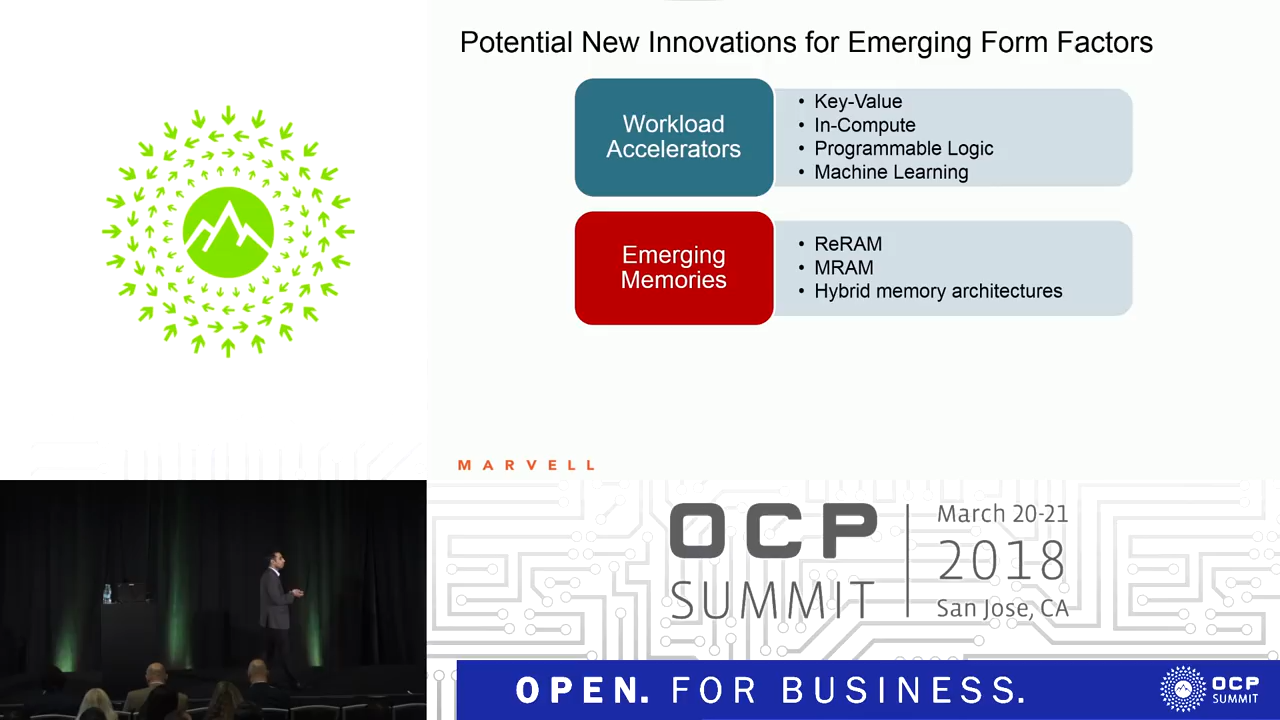 Potential New Innovations for Emerging Form Factors
Workload
Accelerators
• Key-Value
• In-Compute
• Programmable Logic
• Machine Learning
Emerging
Memories
• ReRAM
• MRAM
• Hybrid memory architectures
MARVELL
OCP
SUMMIT
March 20-21
2018
San Jose, CA
OPEN. FOR BUSINESS.
OCP
SUMMIT